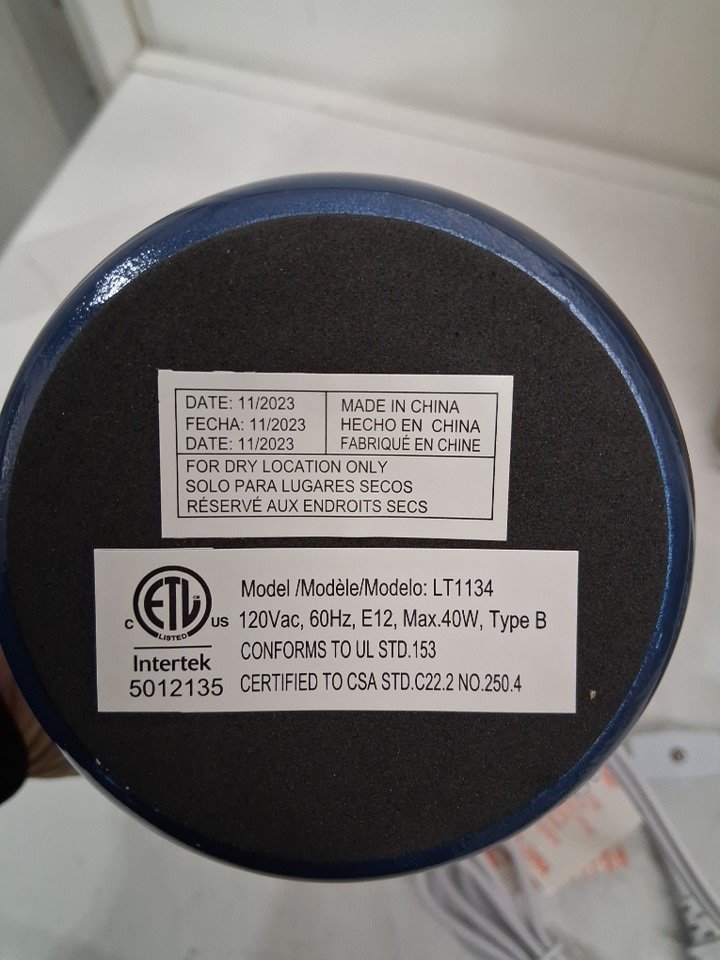 DATE: 11/2023
FECHA: 11/2023
DATE: 11/2023
MADE IN CHINA
HECHO EN CHINA
FABRIQUÉ EN CHINE
FOR DRY LOCATION ONLY
SOLO PARA LUGARES SECOS
RÉSERVÉ AUX ENDROITS SECS
C ETL US
LISTED
Intertek
5012135
Model /Modèle/Modelo: LT1134
120Vac, 60Hz, E12, Max.40W, Type B
CONFORMS TO UL STD.153
CERTIFIED TO CSA STD.C22.2 NO.250.4